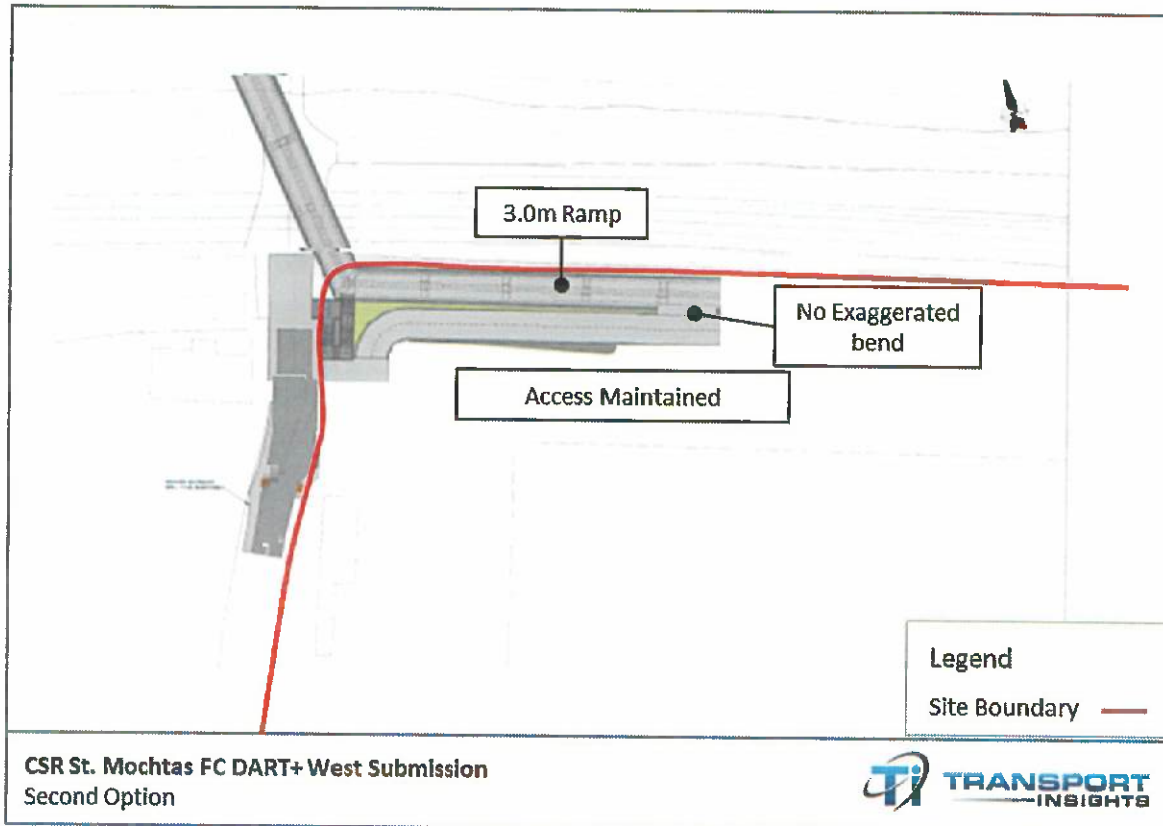 3.0m Ramp
No Exaggerated
bend
Access Maintained
Legend
Site Boundary
CSR St. Mochtas FC DART+ West Submission
Second Option
Ti TRANSPORT
INSIGHTS